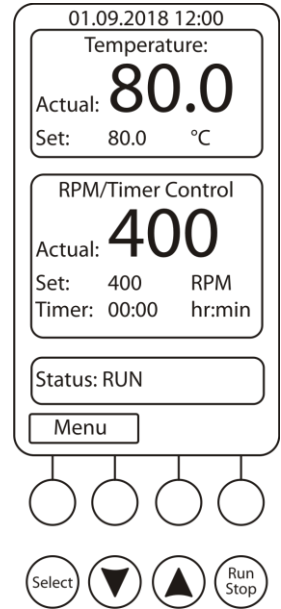 01.09.2018 12:00
Temperature:
Actual: 80.0
Set: 80.0 °C
RPM/Timer Control
Actual: 400
Set: 400 RPM
Timer: 00:00 hr:min
Status: RUN
Menu
Select
Run
Stop